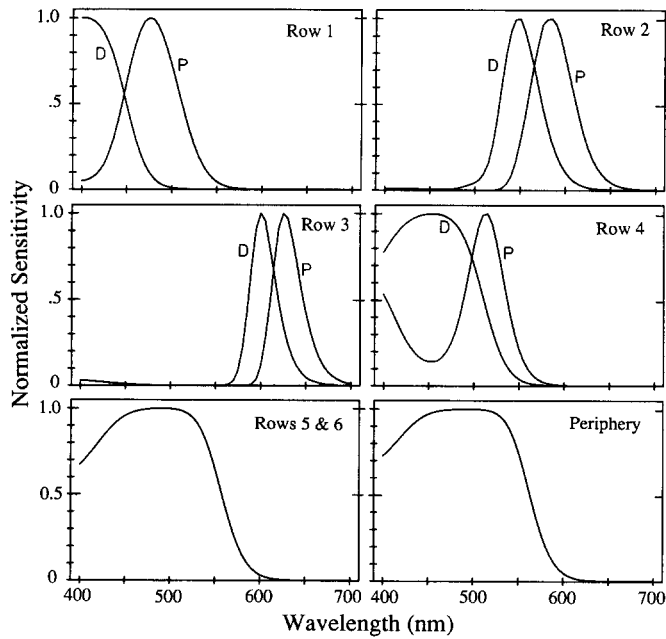 1.0
.5
0
D
P
Row 1
D
P
Row 2
Normalized Sensitivity
1.0
.5
0
D
P
Row 3
D
P
Row 4
1.0
0.5
0
Rows 5 & 6
Periphery
400 500 600 700
400 500 600 700
Wavelength (nm)